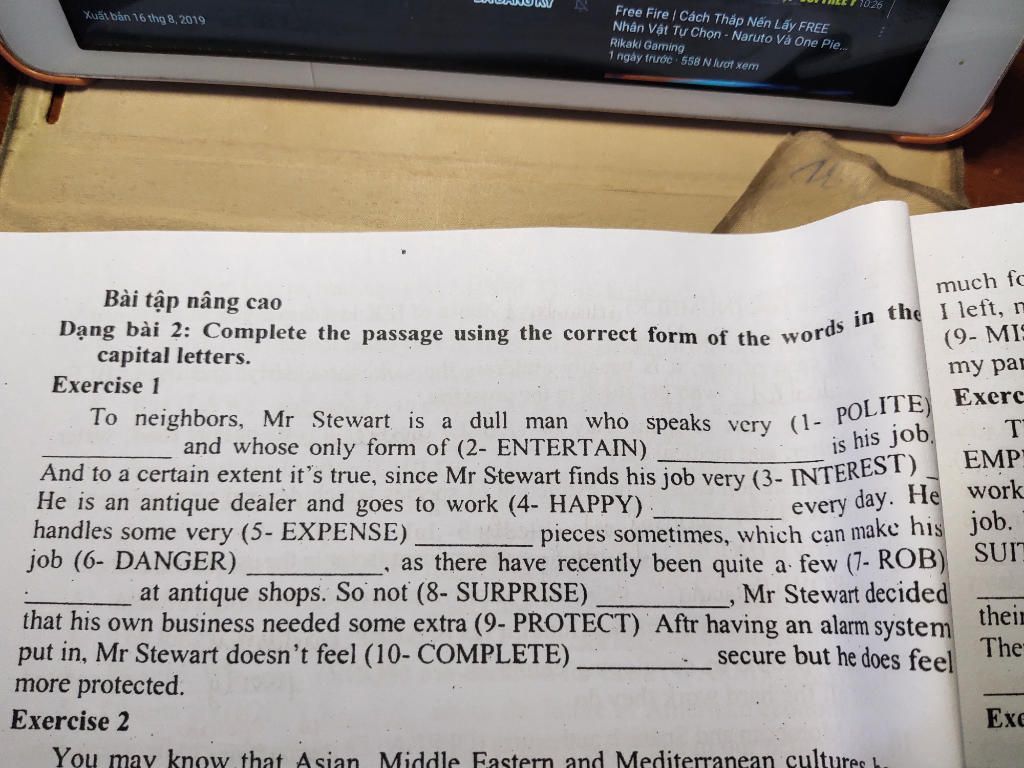 Xuất bản 16 thg 8, 2019
10:26
Free Fire | Cách Thắp Nến Lấy FREE
Nhân Vật Tự Chọn - Naruto Và One Pie...
Rikaki Gaming
1 ngày trước · 558 N lượt xem
Bài tập nâng cao
Dạng bài 2: Complete the passage using the correct form of the words in the
capital letters.
Exercise 1
To neighbors, Mr Stewart is a dull man who speaks very (1- POLITE)
__________ and whose only form of (2- ENTERTAIN) __________ is his job.
And to a certain extent it's true, since Mr Stewart finds his job very (3- INTEREST) _
He is an antique dealer and goes to work (4- HAPPY) __________ every day. He
handles some very (5- EXPENSE) __________ pieces sometimes, which can make his
job (6- DANGER) __________, as there have recently been quite a few (7- ROB)
__________ at antique shops. So not (8- SURPRISE) __________, Mr Stewart decided
that his own business needed some extra (9- PROTECT) Aftr having an alarm system
put in, Mr Stewart doesn't feel (10- COMPLETE) __________ secure but he does feel
more protected.
Exercise 2
You may know that Asian, Middle Eastern and Mediterranean cultures
much
I left,
(9-
my
work
job.
their